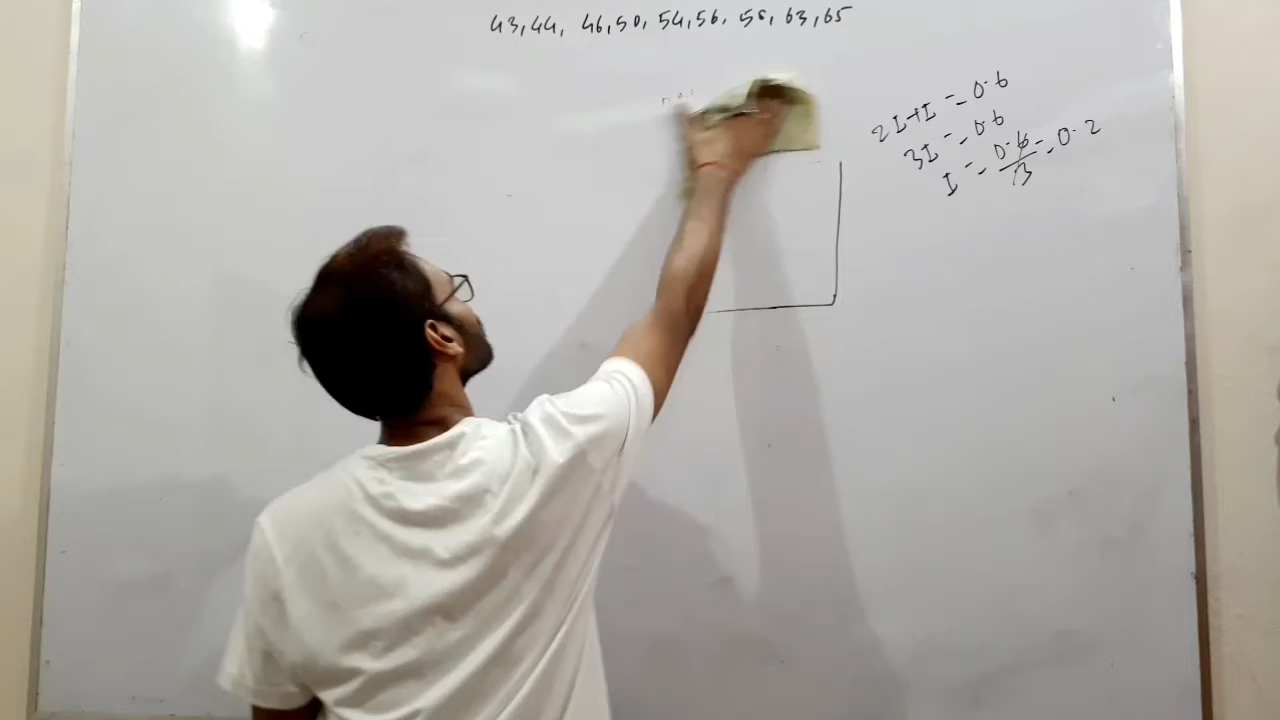 43,44, 46,50, 54,56, 58, 63,65
2I+I = 0.6
3I = 0.6
I = 0.6/3 = 0.2